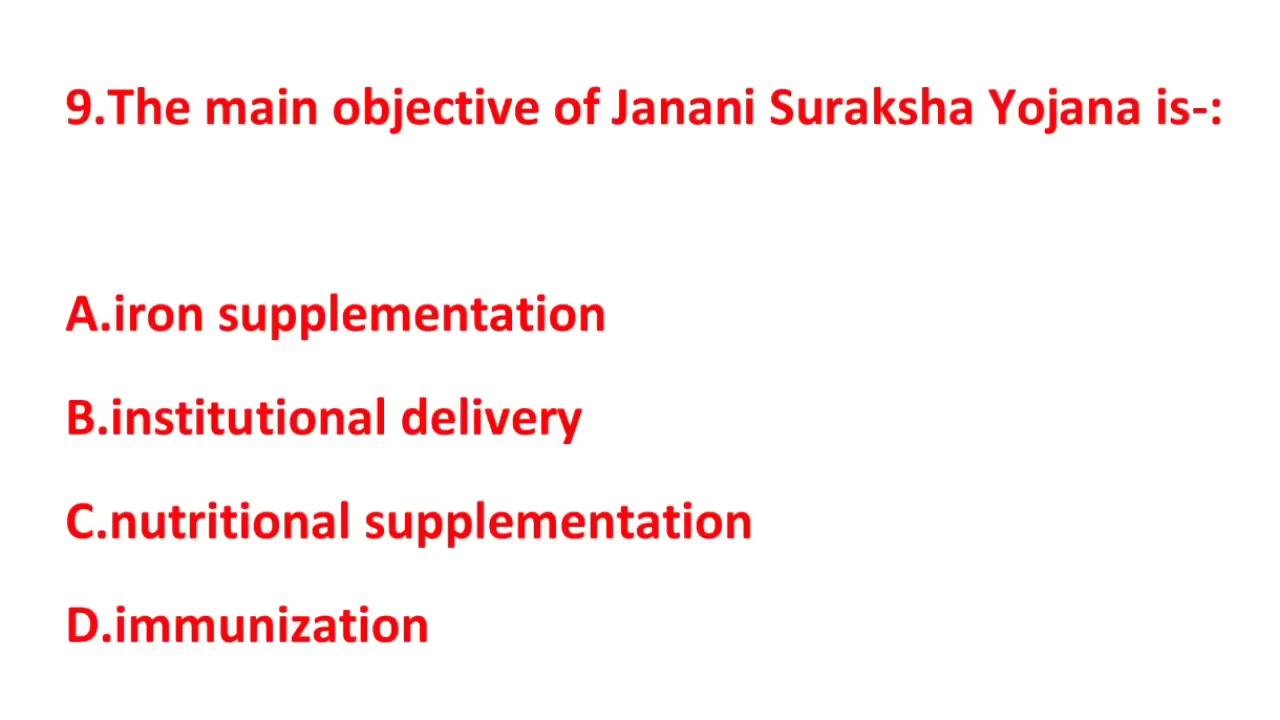 9.The main objective of Janani Suraksha Yojana is-:
A.iron supplementation
B.institutional delivery
C.nutritional supplementation
D.immunization